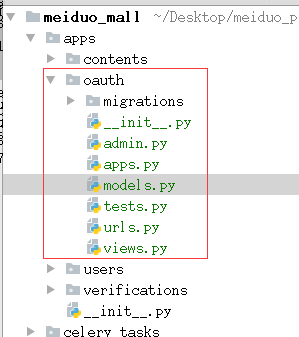 meiduo_mall ~/Desktop/meiduo_p
apps
contents
oauth
migrations
__init__.py
admin.py
apps.py
models.py
tests.py
urls.py
views.py
users
verifications
__init__.py
celery_tasks